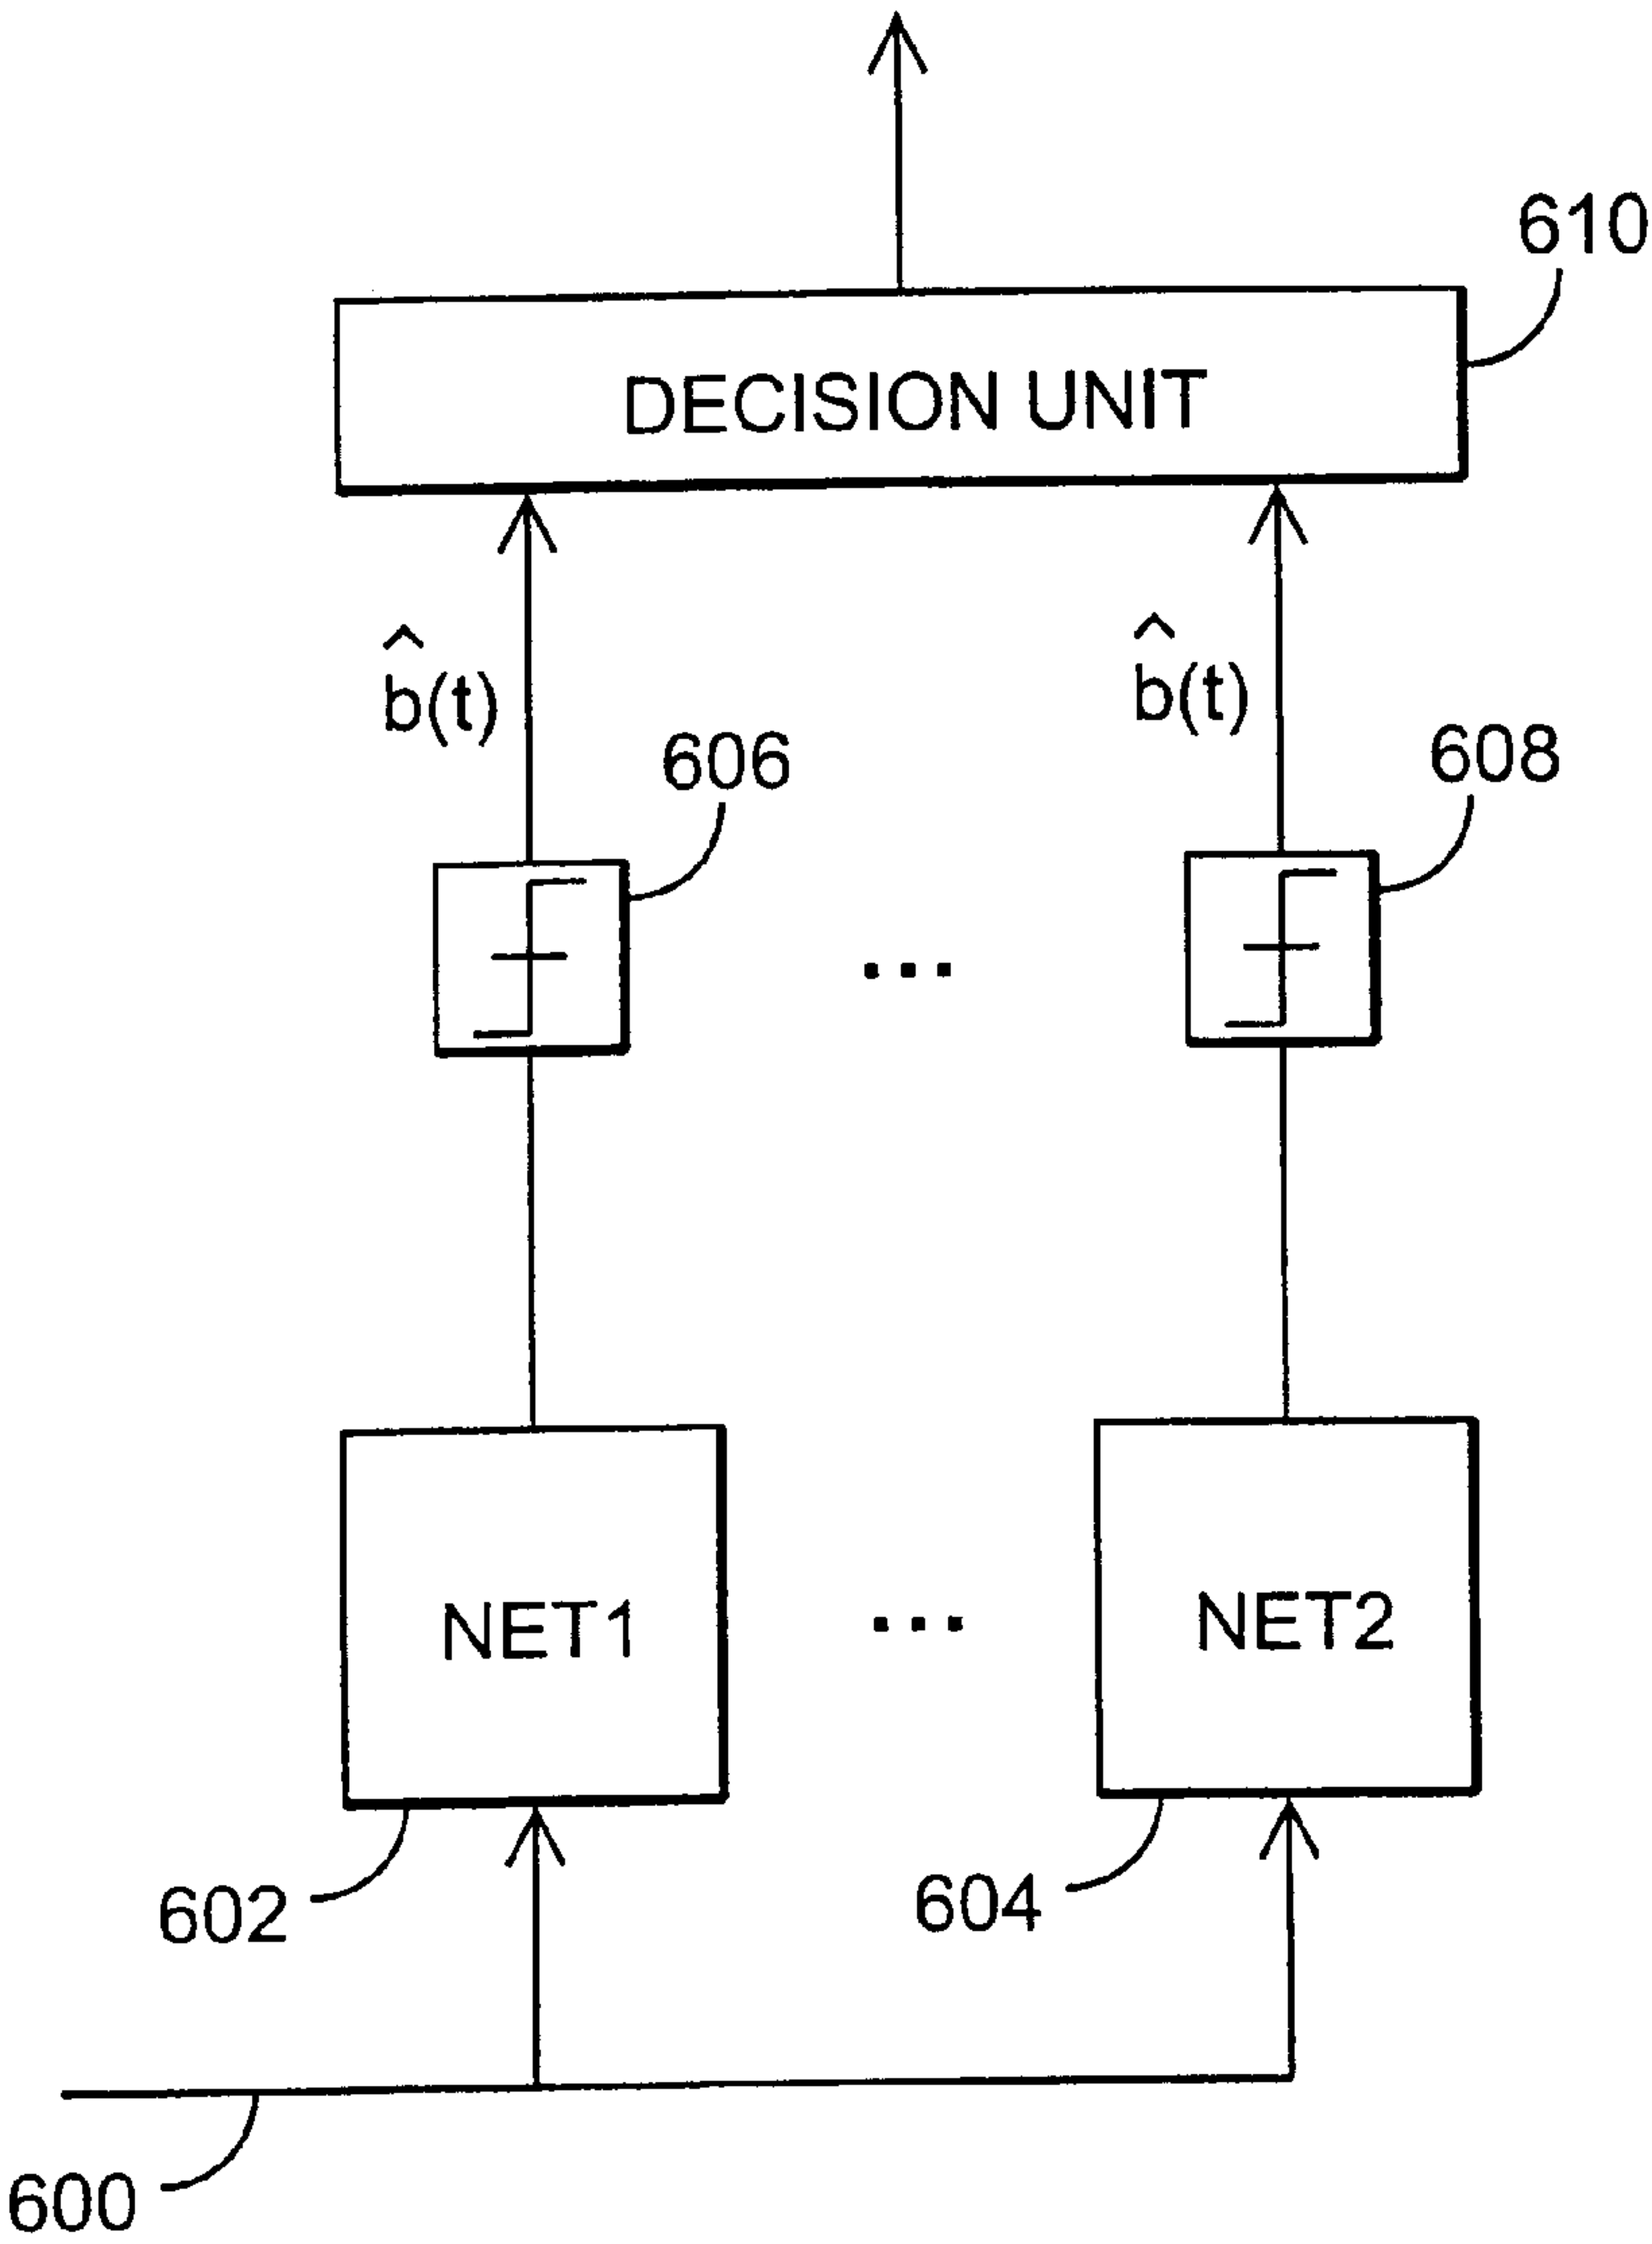 610
DECISION UNIT
b̂(t)
b̂(t)
606
608
...
NET1
...
NET2
602
604
600